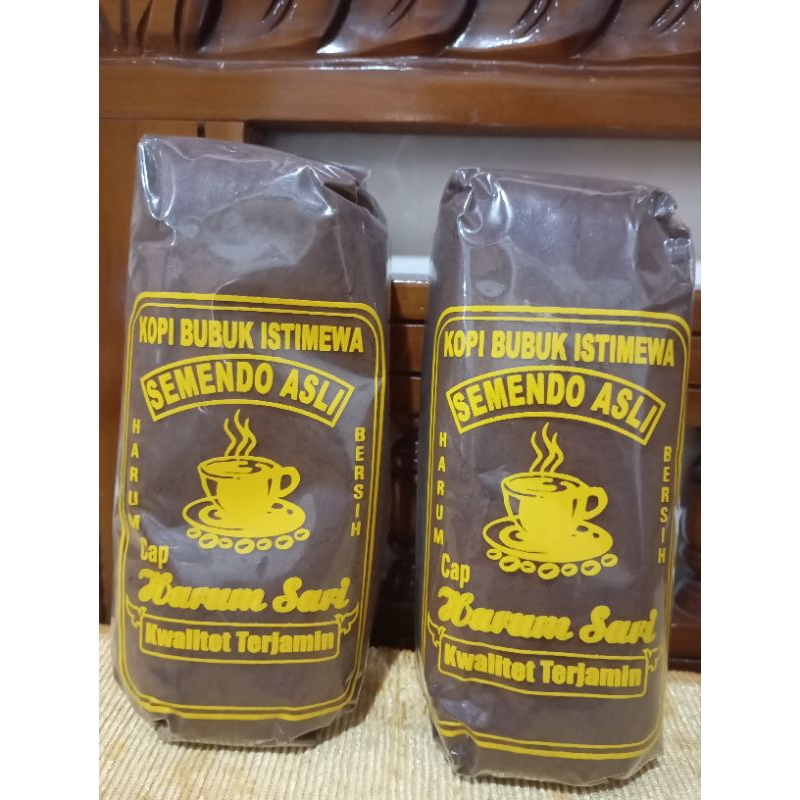 KOPI BUBUK ISTIMEWA
SEMENDO ASLI
HARUM
BERSIH
Cap
Harum Sari
Kwalitet Terjamin
KOPI BUBUK ISTIMEWA
SEMENDO ASLI
HARUM
BERSIH
Cap
Harum Sari
Kwalitet Terjamin